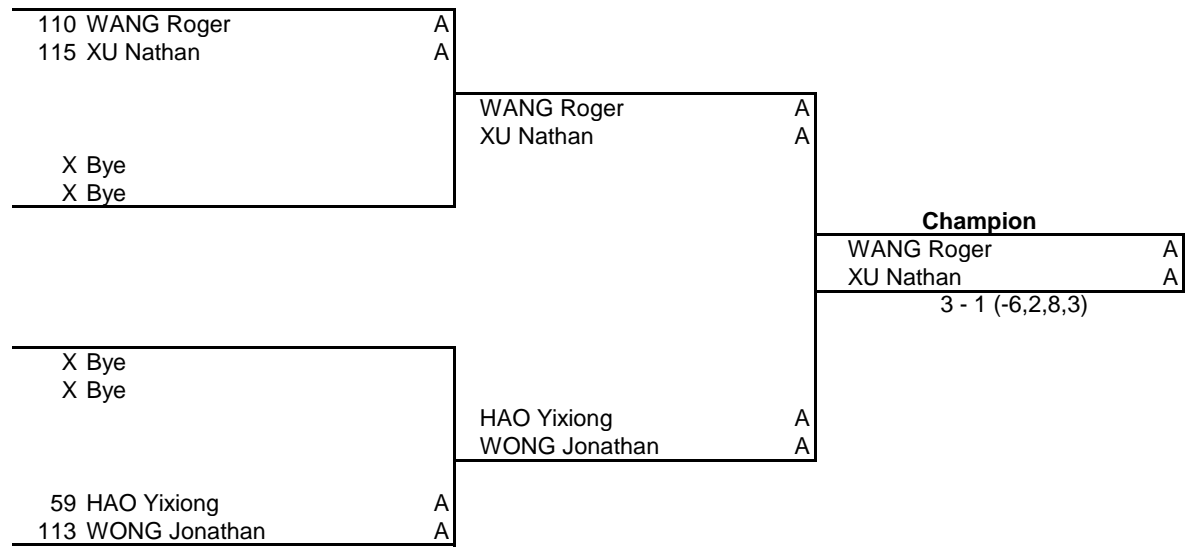 110 WANG Roger A
115 XU Nathan A
WANG Roger A
XU Nathan A
X Bye
X Bye
Champion
WANG Roger A
XU Nathan A
3 - 1 (-6,2,8,3)
X Bye
X Bye
HAO Yixiong A
WONG Jonathan A
59 HAO Yixiong A
113 WONG Jonathan A